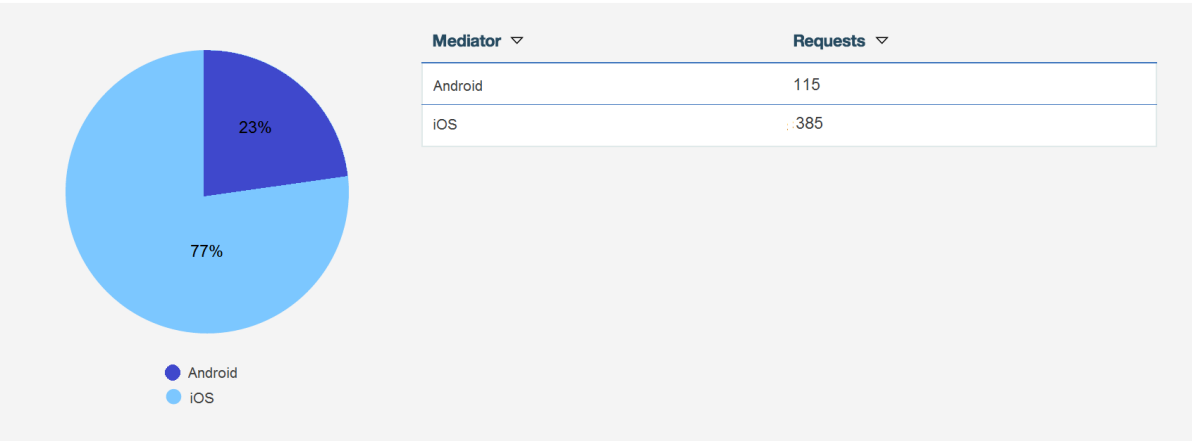 23%
77%
Android
iOS
Mediator Requests
Android 115
iOS 385